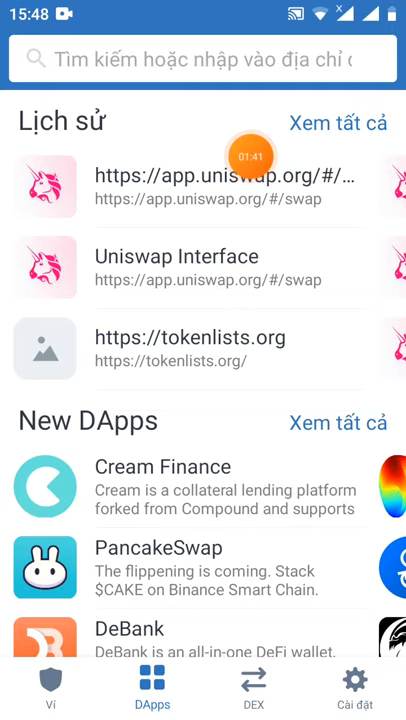 15:48
Tìm kiếm hoặc nhập vào địa chỉ
Lịch sử
Xem tất cả
01:41
https://app.uniswap.org/#/...
https://app.uniswap.org/#/swap
Uniswap Interface
https://app.uniswap.org/#/swap
https://tokenlists.org
https://tokenlists.org/
New DApps
Xem tất cả
Cream Finance
Cream is a collateral lending platform
forked from Compound and supports
PancakeSwap
The flippening is coming. Stack
$CAKE on Binance Smart Chain.
DeBank
DeBank is an all-in-one DeFi wallet,
Ví
DApps
DEX
Cài đặt